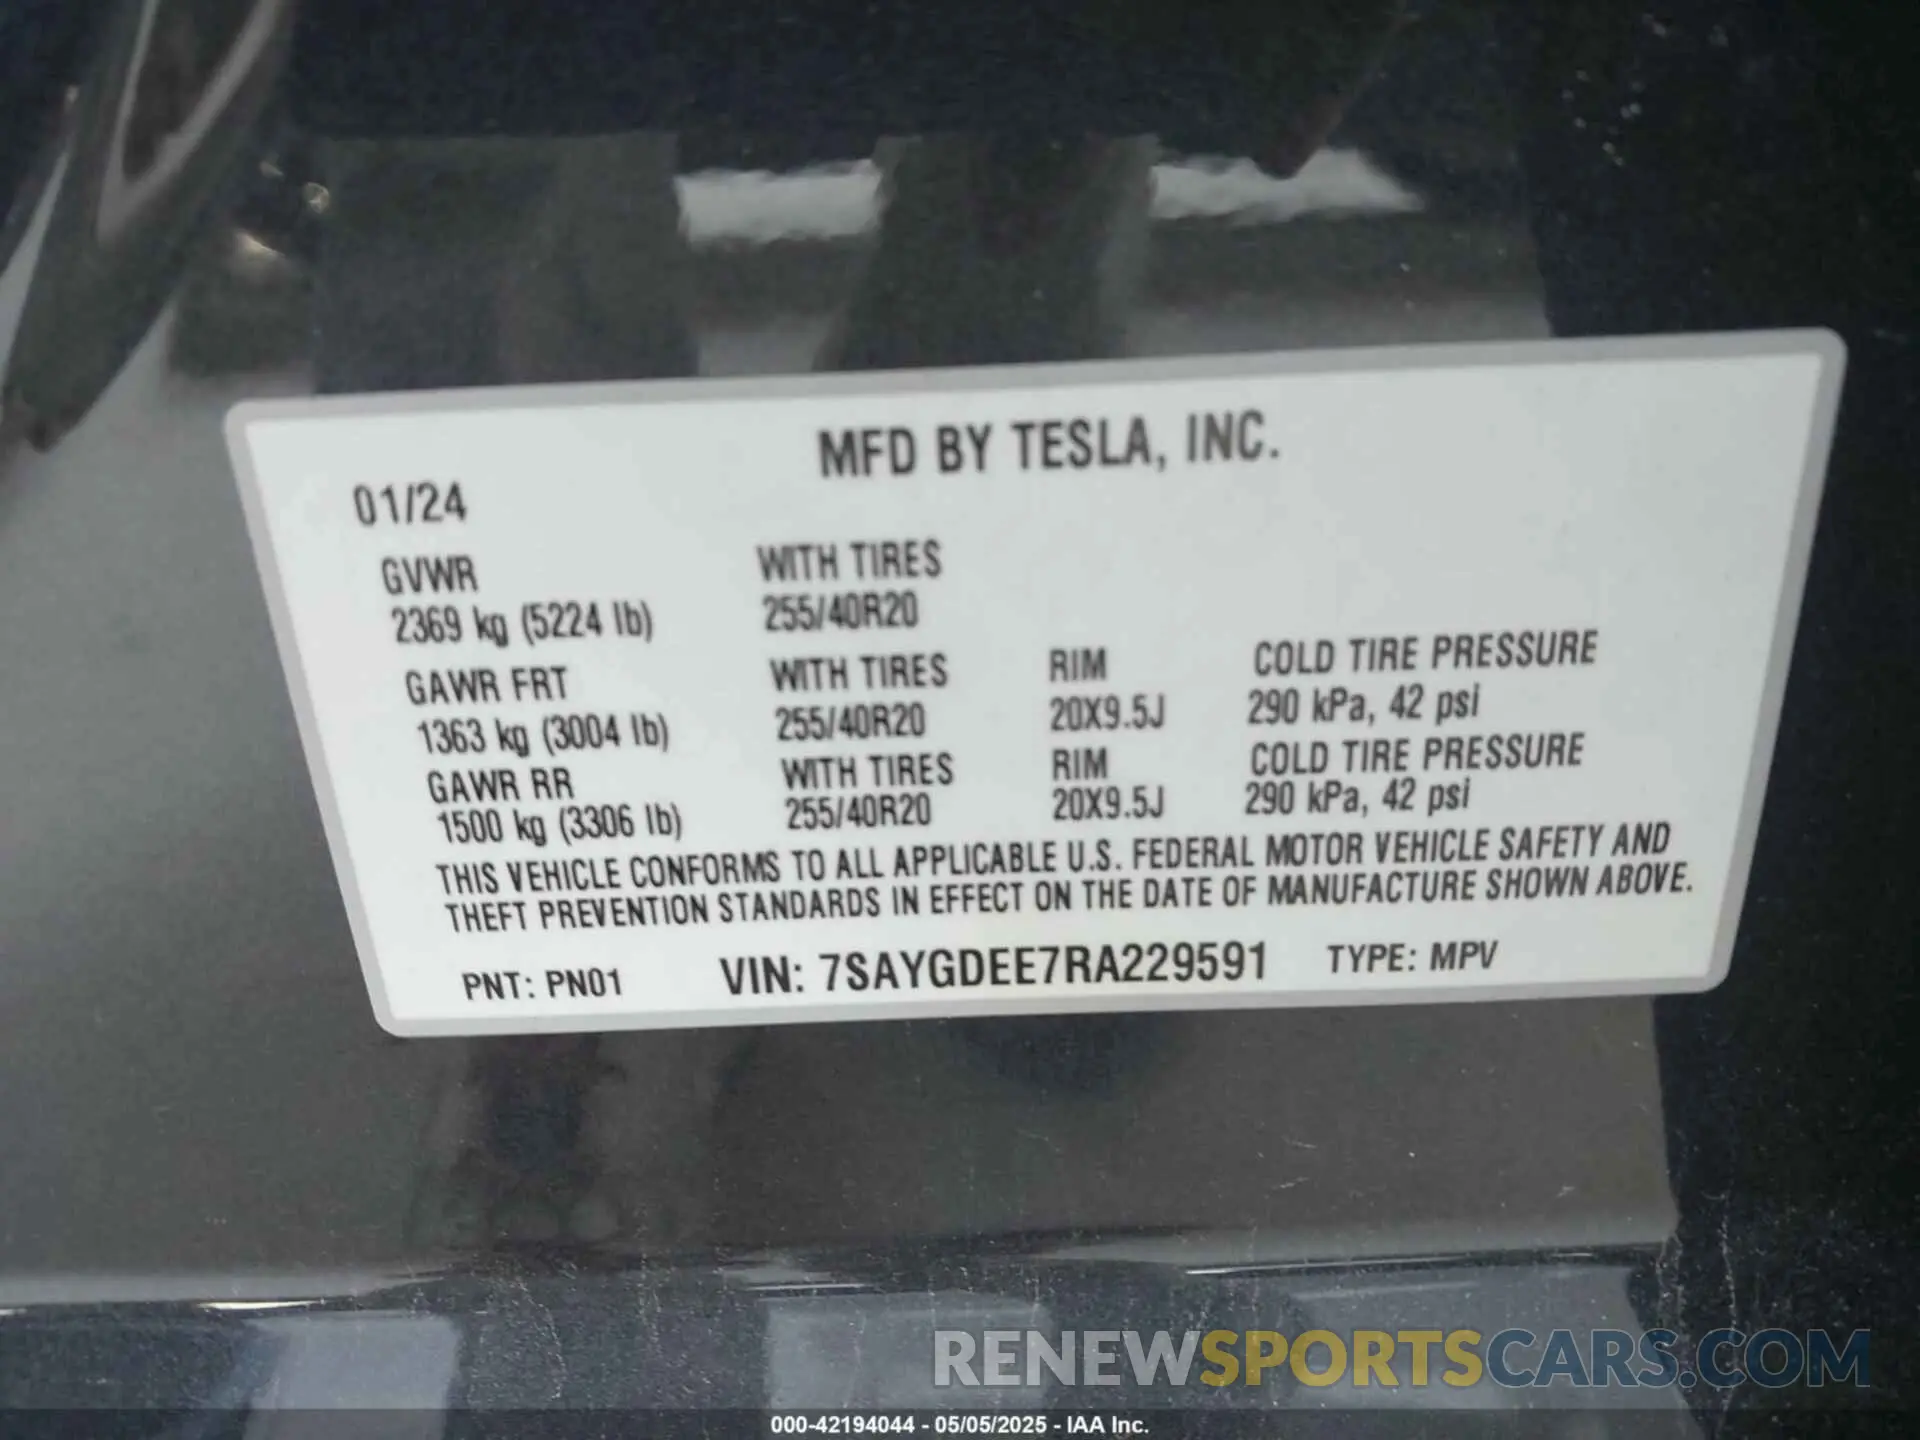 MFD BY TESLA, INC.
01/24
GVWR WITH TIRES
2369 kg (5224 lb) 255/40R20
GAWR FRT WITH TIRES RIM COLD TIRE PRESSURE
1363 kg (3004 lb) 255/40R20 20X9.5J 290 kPa, 42 psi
GAWR RR WITH TIRES RIM COLD TIRE PRESSURE
1500 kg (3306 lb) 255/40R20 20X9.5J 290 kPa, 42 psi
THIS VEHICLE CONFORMS TO ALL APPLICABLE U.S. FEDERAL MOTOR VEHICLE SAFETY AND
THEFT PREVENTION STANDARDS IN EFFECT ON THE DATE OF MANUFACTURE SHOWN ABOVE.
PNT: PN01 VIN: 7SAYGDEE7RA229591 TYPE: MPV
RENEWSPORTSCARS.COM
000-42194044 - 05/05/2025 - IAA Inc.